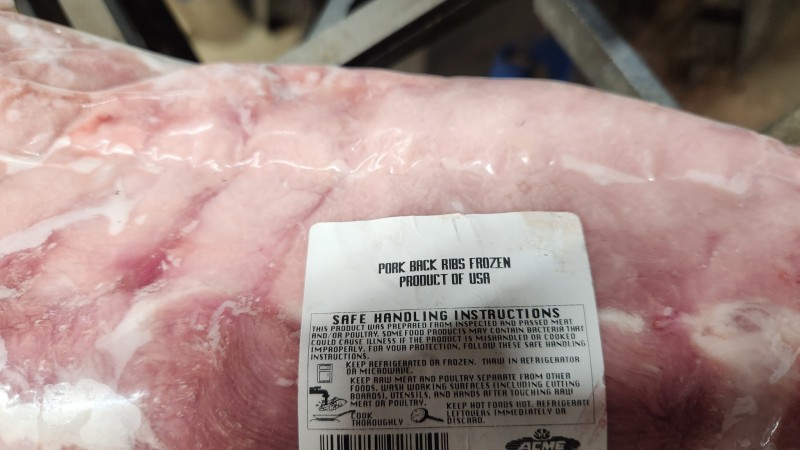 PORK BACK RIBS FROZEN
PRODUCT OF USA
SAFE HANDLING INSTRUCTIONS
THIS PRODUCT WAS PREPARED FROM INSPECTED AND PASSED MEAT
AND/OR POULTRY. SOME FOOD PRODUCTS MAY CONTAIN BACTERIA THAT
COULD CAUSE ILLNESS IF THE PRODUCT IS MISHANDLED OR COOKED
IMPROPERLY. FOR YOUR PROTECTION, FOLLOW THESE SAFE HANDLING
INSTRUCTIONS.
KEEP REFRIGERATED OR FROZEN. THAW IN REFRIGERATOR
OR MICROWAVE.
KEEP RAW MEAT AND POULTRY SEPARATE FROM OTHER
FOODS. WASH WORKING SURFACES (INCLUDING CUTTING
BOARDS), UTENSILS, AND HANDS AFTER TOUCHING RAW
MEAT OR POULTRY.
COOK
THOROUGHLY
KEEP HOT FOODS HOT. REFRIGERATE
LEFTOVERS IMMEDIATELY OR
DISCARD.
ACME